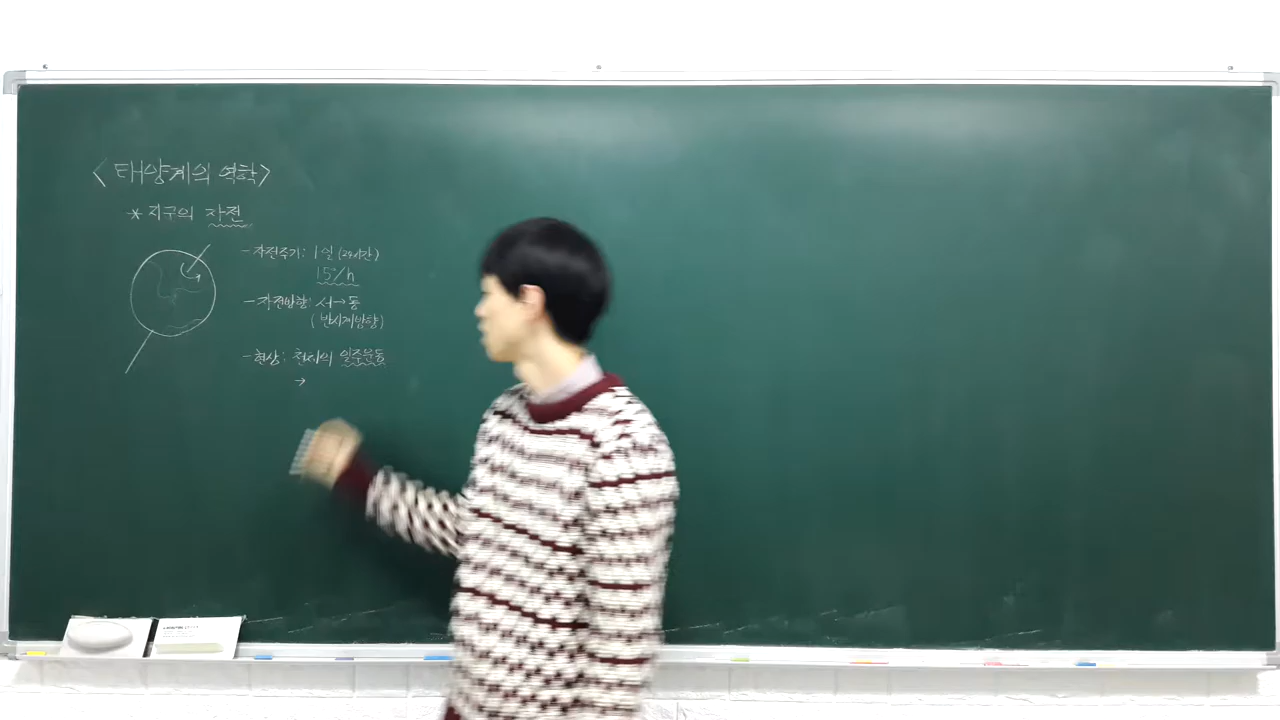 <태양계의 역학>
* 지구의 자전
- 자전주기: 1일 (24시간)
15°/h
- 자전방향: 서→동
(반시계방향)
- 현상: 천체의 일주운동
→